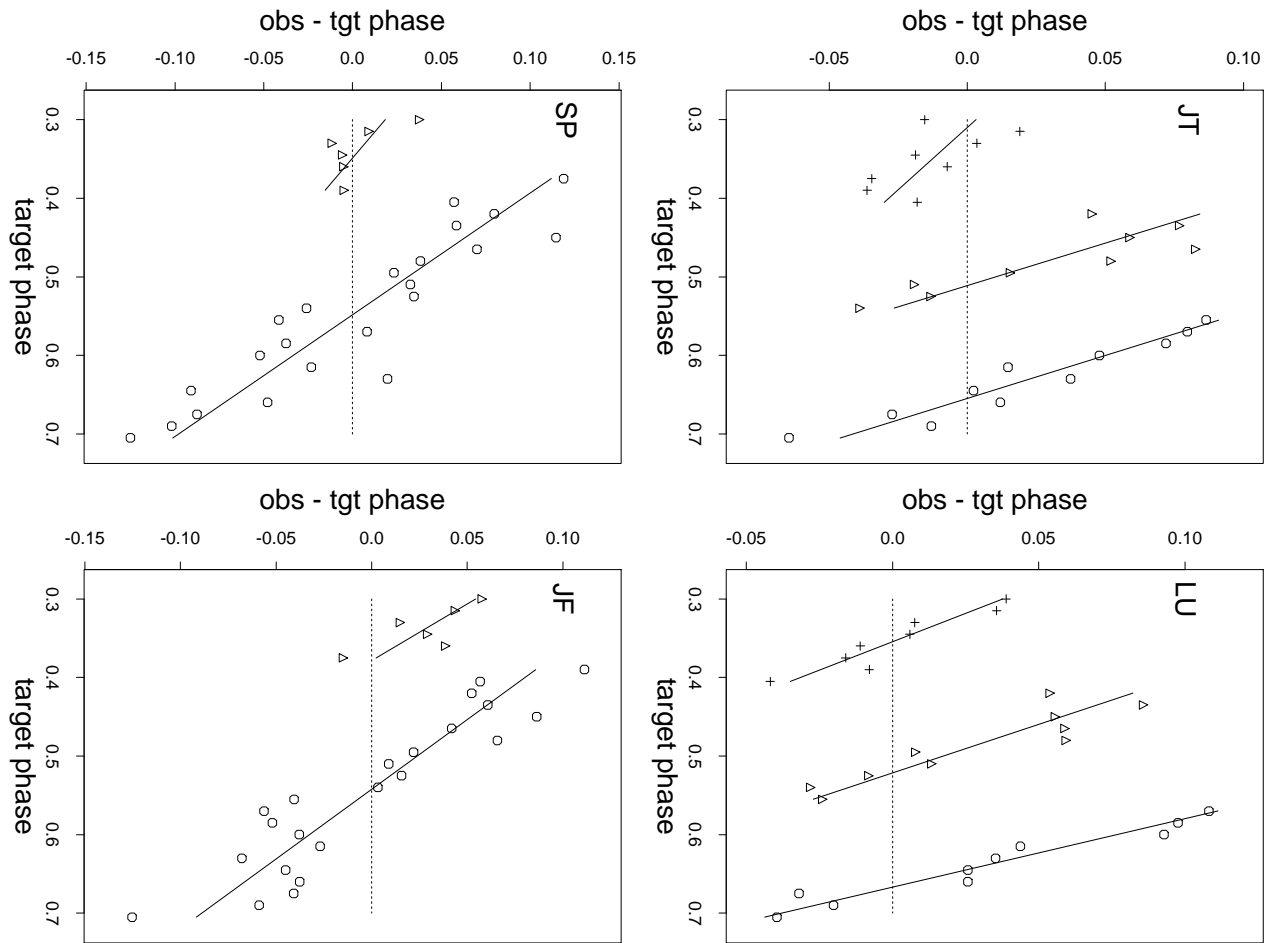 obs - tgt phase
-0.15 -0.10 -0.05 0.0 0.05 0.10 0.15
SP
0.3 0.4 0.5 0.6 0.7
target phase
obs - tgt phase
-0.05 0.0 0.05 0.10
JT
0.3 0.4 0.5 0.6 0.7
target phase
obs - tgt phase
-0.15 -0.10 -0.05 0.0 0.05 0.10
JF
0.3 0.4 0.5 0.6 0.7
target phase
obs - tgt phase
-0.05 0.0 0.05 0.10
LU
0.3 0.4 0.5 0.6 0.7
target phase